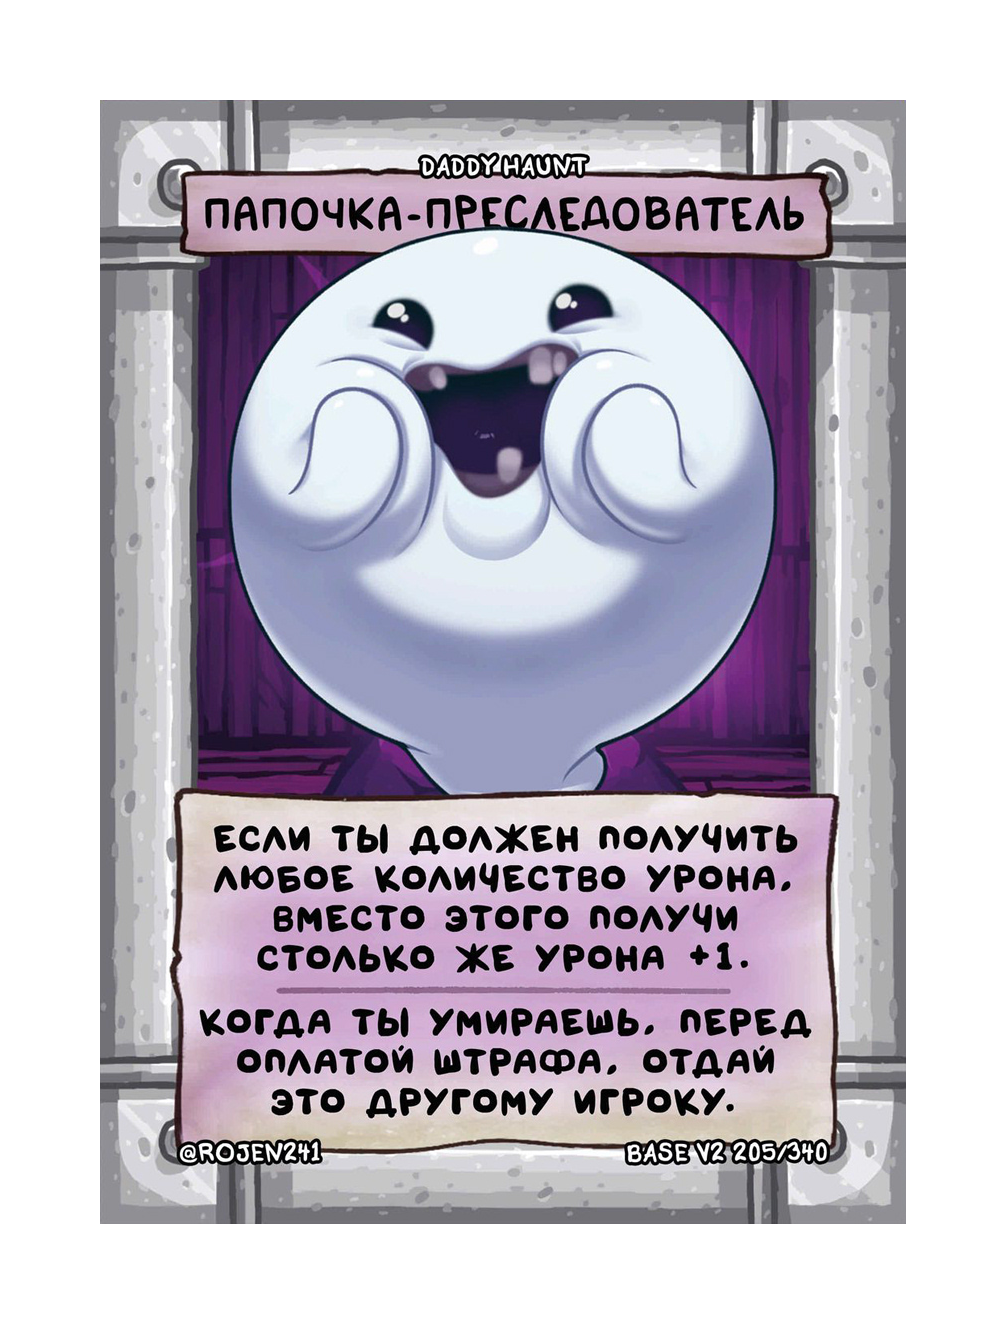 DADDY HAUNT
ПАПОЧКА-ПРЕСЛЕДОВАТЕЛЬ
ЕСЛИ ТЫ ДОЛЖЕН ПОЛУЧИТЬ
ЛЮБОЕ КОЛИЧЕСТВО УРОНА,
ВМЕСТО ЭТОГО ПОЛУЧИ
СТОЛЬКО ЖЕ УРОНА +1.
КОГДА ТЫ УМИРАЕШЬ, ПЕРЕД
ОПЛАТОЙ ШТРАФА, ОТДАЙ
ЭТО ДРУГОМУ ИГРОКУ.
@ROJEN241
BASE V2 205/340